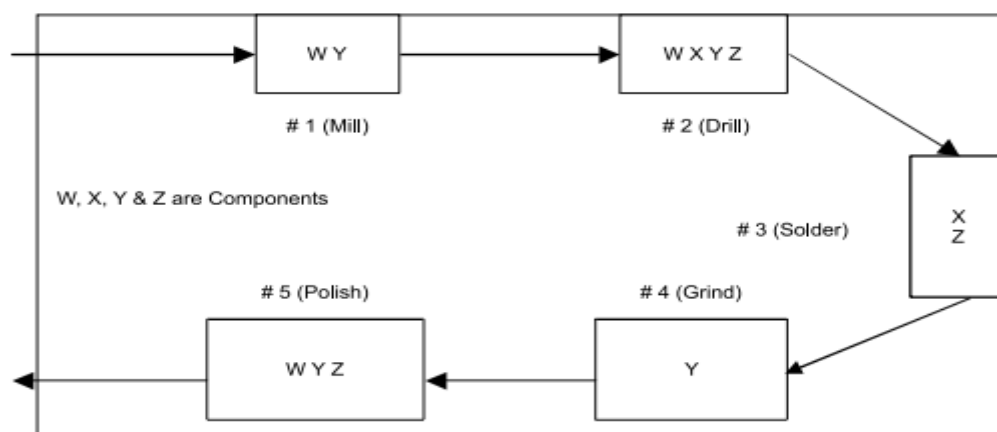 W Y
W X Y Z
# 1 (Mill)
# 2 (Drill)
W, X, Y & Z are Components
X
Z
# 3 (Solder)
# 5 (Polish)
# 4 (Grind)
W Y Z
Y